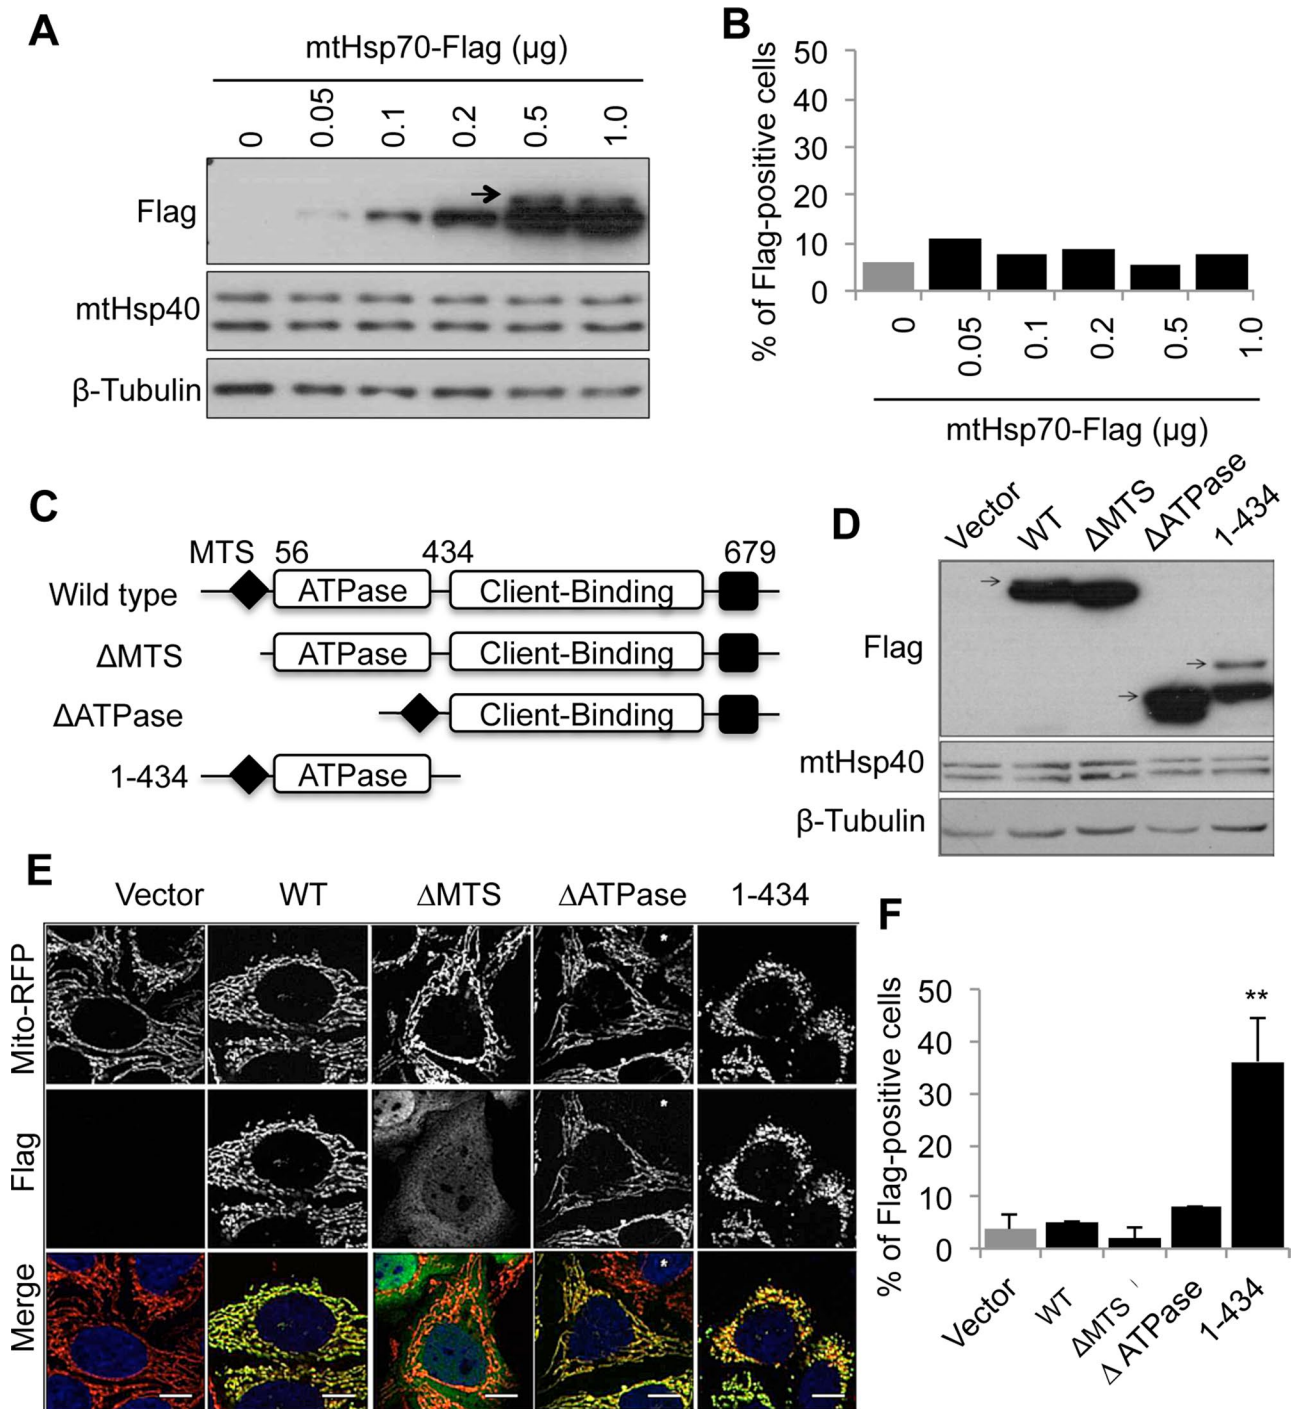 A
mtHsp70-Flag (µg)
0 0.05 0.1 0.2 0.5 1.0
Flag
mtHsp40
β-Tubulin
B
% of Flag-positive cells
50
40
30
20
10
0
0 0.05 0.1 0.2 0.5 1.0
mtHsp70-Flag (µg)
C
MTS 56 434 679
Wild type ATPase Client-Binding
ΔMTS ATPase Client-Binding
ΔATPase Client-Binding
1-434 ATPase
D
Vector WT ΔMTS ΔATPase 1-434
Flag
mtHsp40
β-Tubulin
E
Vector WT ΔMTS ΔATPase 1-434
Mito-RFP
*
Flag
*
Merge
*
F
% of Flag-positive cells
50
40
30
20
10
0
**
Vector WT ΔMTS Δ ATPase 1-434